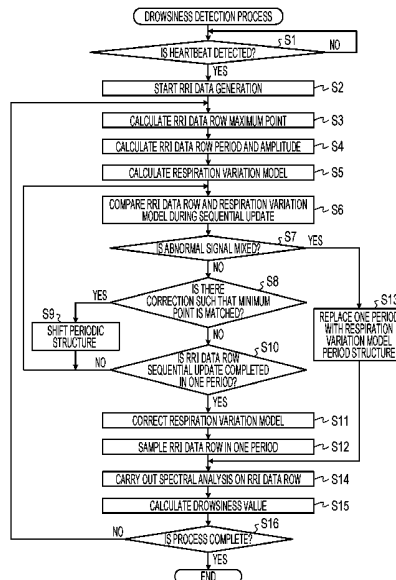 DROWSINESS DETECTION PROCESS
S1
IS HEARTBEAT DETECTED?
NO
YES
START RRI DATA GENERATION
S2
CALCULATE RRI DATA ROW MAXIMUM POINT
S3
CALCULATE RRI DATA ROW PERIOD AND AMPLITUDE
S4
CALCULATE RESPIRATION VARIATION MODEL
S5
COMPARE RRI DATA ROW AND RESPIRATION VARIATION
MODEL DURING SEQUENTIAL UPDATE
S6
S7
IS ABNORMAL SIGNAL MIXED?
YES
NO
S8
IS THERE
CORRECTION SUCH THAT MINIMUM
POINT IS MATCHED?
YES
NO
S9
SHIFT PERIODIC
STRUCTURE
S13
REPLACE ONE PERIOD
WITH RESPIRATION
VARIATION MODEL
PERIOD STRUCTURE
S10
IS RRI DATA ROW
SEQUENTIAL UPDATE COMPLETED
IN ONE PERIOD?
NO
YES
CORRECT RESPIRATION VARIATION MODEL
S11
SAMPLE RRI DATA ROW IN ONE PERIOD
S12
CARRY OUT SPECTRAL ANALYSIS ON RRI DATA ROW
S14
CALCULATE DROWSINESS VALUE
S15
S16
IS PROCESS COMPLETE?
NO
YES
END